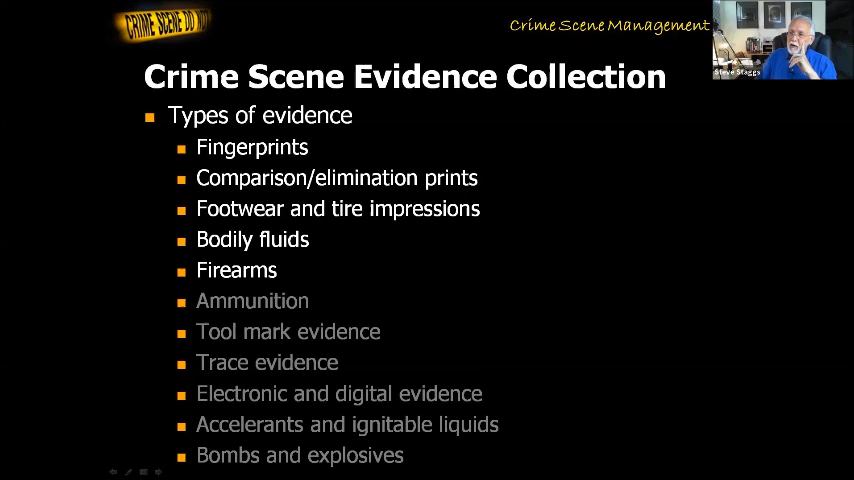 CRIME SCENE DO NOT
Crime Scene Management
Steve Staggs
Crime Scene Evidence Collection
Types of evidence
Fingerprints
Comparison/elimination prints
Footwear and tire impressions
Bodily fluids
Firearms
Ammunition
Tool mark evidence
Trace evidence
Electronic and digital evidence
Accelerants and ignitable liquids
Bombs and explosives